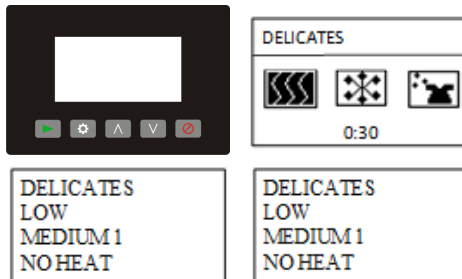 DELICATES
0:30
DELICATES
LOW
MEDIUM 1
NO HEAT
DELICATES
LOW
MEDIUM 1
NO HEAT